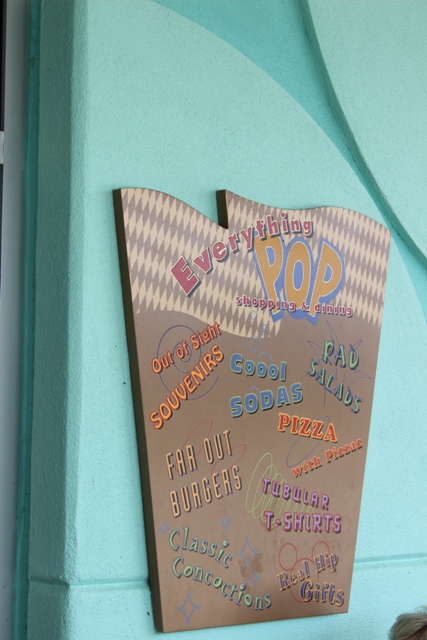 Everything
POP
shopping & dining
Out of Sight
SOUVENIRS
Coool
SODAS
RAD
SALADS
PIZZA
with Pizzaz
FAR OUT
BURGERS
TUBULAR
T-SHIRTS
Classic
Concoctions
Real Hip
Gifts